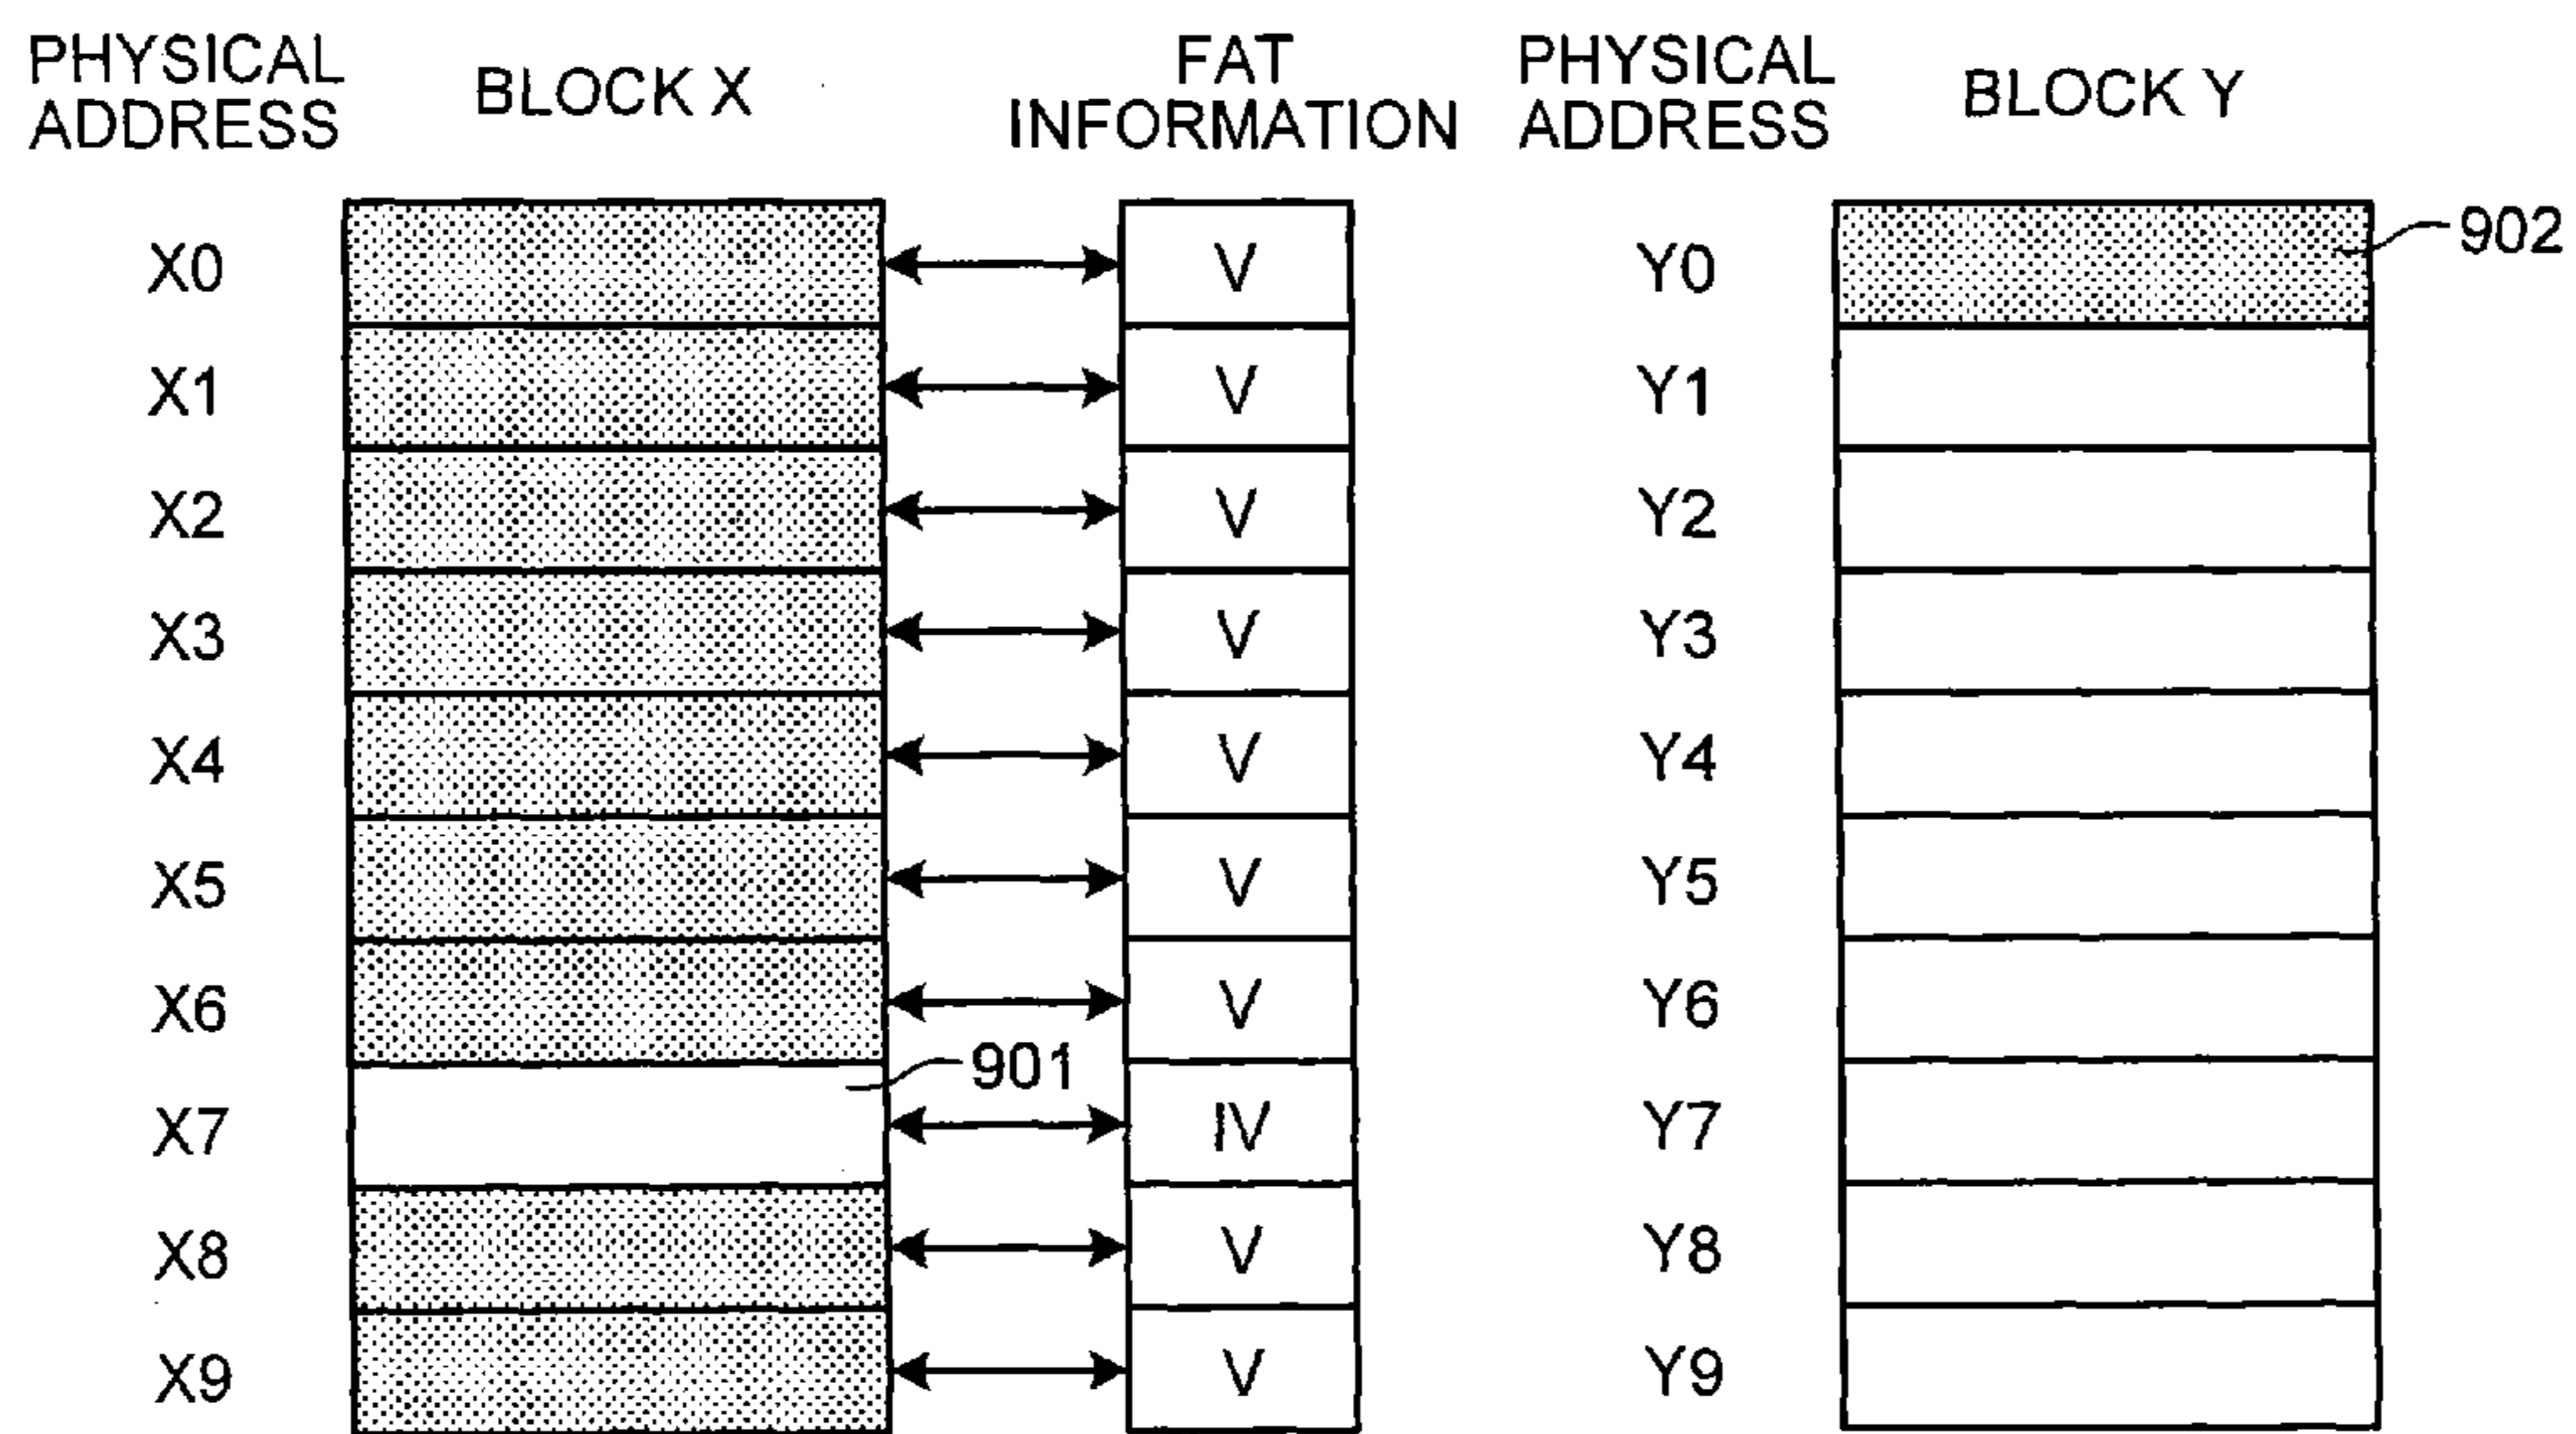 PHYSICAL ADDRESS
BLOCK X
FAT INFORMATION
PHYSICAL ADDRESS
BLOCK Y
X0 V Y0 902
X1 V Y1
X2 V Y2
X3 V Y3
X4 V Y4
X5 V Y5
X6 V Y6
901
X7 IV Y7
X8 V Y8
X9 V Y9